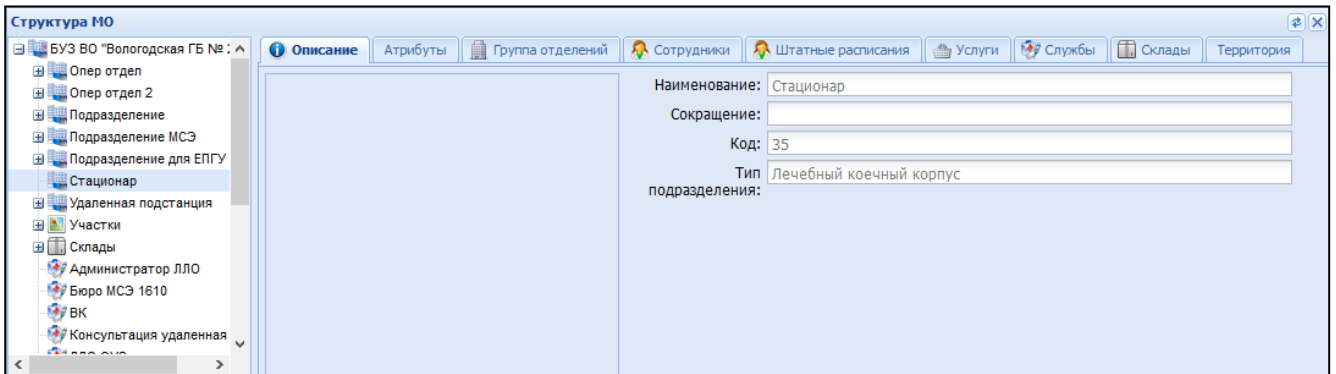 Структура МО
БУЗ ВО "Вологодская ГБ №
Опер отдел
Опер отдел 2
Подразделение
Подразделение МСЭ
Подразделение для ЕПГУ
Стационар
Удаленная подстанция
Участки
Склады
Администратор ЛЛО
Бюро МСЭ 1610
ВК
Консультация удаленная
Описание Атрибуты Группа отделений Сотрудники Штатные расписания Услуги Службы Склады Территория
Наименование: Стационар
Сокращение:
Код: 35
Тип Лечебный коечный корпус
подразделения: